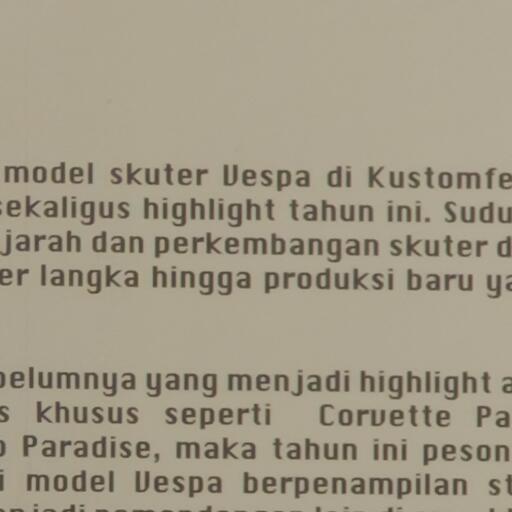 model skuter Vespa di Kustomfe
sekaligus highlight tahun ini. Sudu
jarah dan perkembangan skuter d
er langka hingga produksi baru ya
belumnya yang menjadi highlight a
s khusus seperti Corvette Pa
Paradise, maka tahun ini peson
i model Vespa berpenampilan st